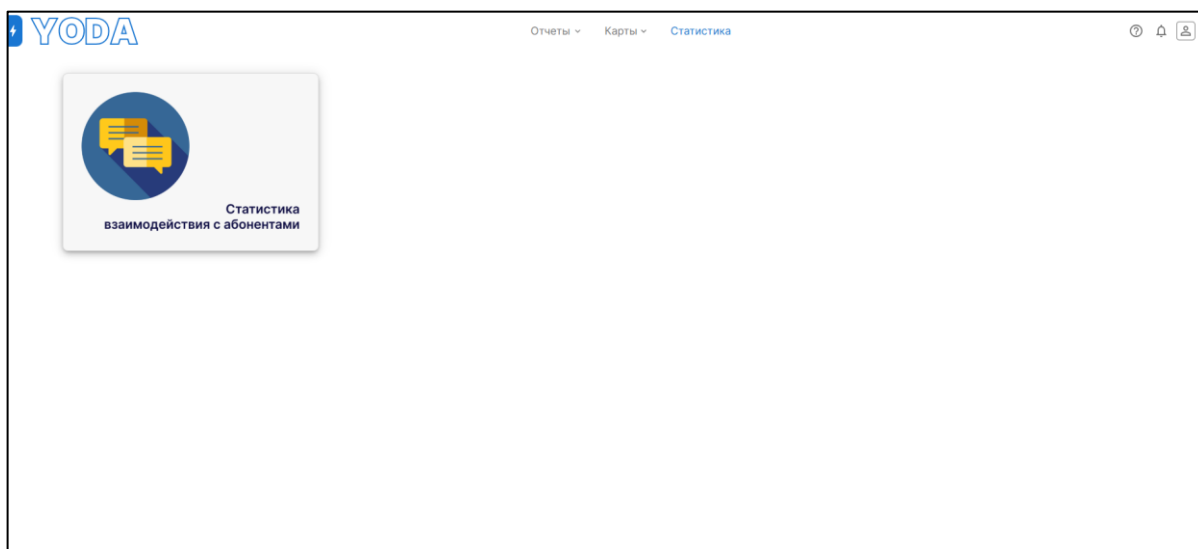 YODA
Отчеты Карты Статистика
Статистика
взаимодействия с абонентами